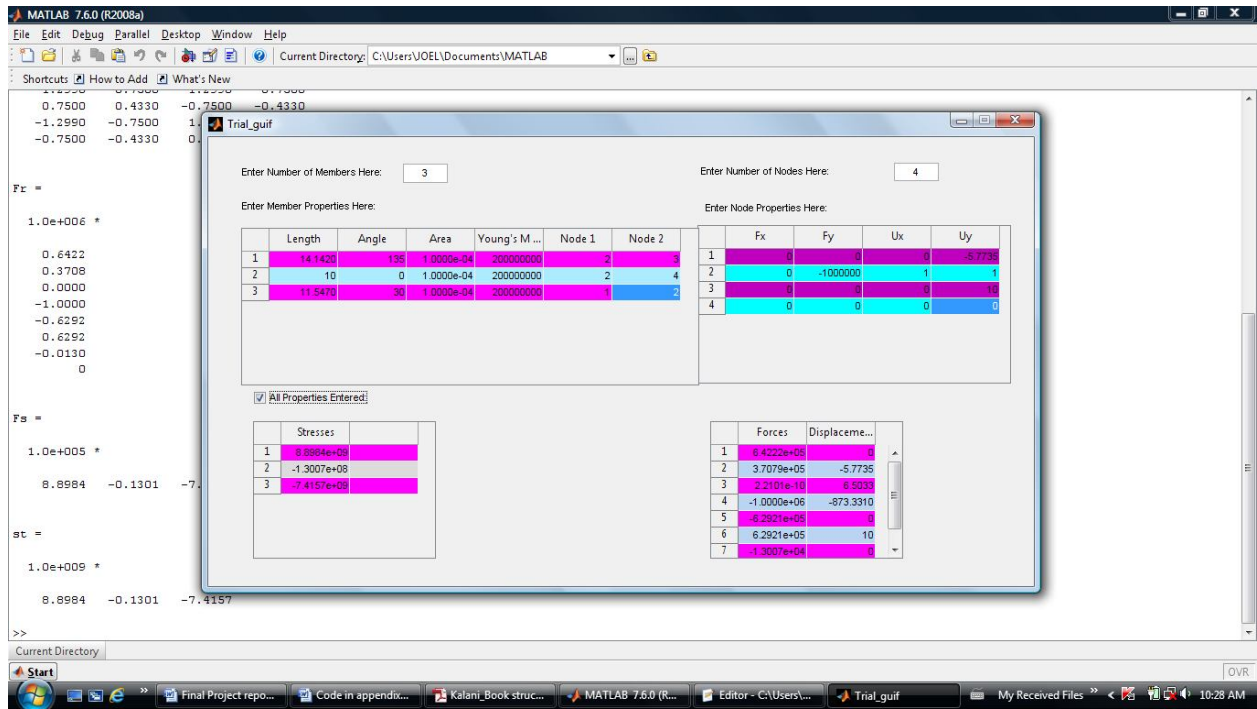 MATLAB 7.6.0 (R2008a)
File Edit Debug Parallel Desktop Window Help
Current Directory: C:\Users\JOEL\Documents\MATLAB
Shortcuts How to Add What's New
0.7500 0.4330 -0.7500 -0.4330
-1.2990 -0.7500 1.
-0.7500 -0.4330 0.
Fr =
1.0e+006 *
0.6422
0.3708
0.0000
-1.0000
-0.6292
0.6292
-0.0130
0
Fs =
1.0e+005 *
8.8984 -0.1301 -7.
st =
1.0e+009 *
8.8984 -0.1301 -7.4157
>>
Trial_guif
Enter Number of Members Here: 3
Enter Number of Nodes Here: 4
Enter Member Properties Here:
Enter Node Properties Here:
Length Angle Area Young's M ... Node 1 Node 2
1 14.1420 135 1.0000e-04 200000000 2 3
2 10 0 1.0000e-04 200000000 2 4
3 11.5470 30 1.0000e-04 200000000 1 2
Fx Fy Ux Uy
1 0 0 0 -5.7735
2 0 -1000000 1 1
3 0 0 0 10
4 0 0 0 0
All Properties Entered:
Stresses
1 8.8984e+09
2 -1.3007e+08
3 -7.4157e+09
Forces Displaceme...
1 6.4222e+05 0
2 3.7079e+05 -5.7735
3 2.2101e-10 6.5033
4 -1.0000e+06 -873.3310
5 -6.2921e+05 0
6 6.2921e+05 10
7 -1.3007e+04 0
Current Directory
Start
OVR
Final Project repo... Code in appendix... Kalani_Book struc... MATLAB 7.6.0 (R... Editor - C:\Users\... Trial_guif My Received Files 10:28 AM